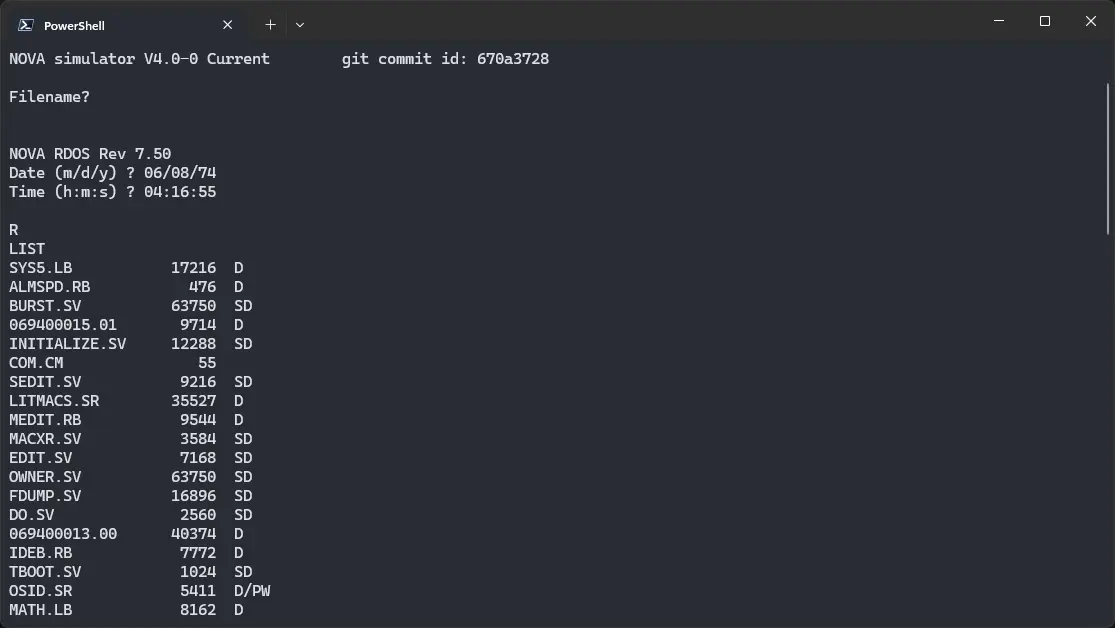 PowerShell
NOVA simulator V4.0-0 Current        git commit id: 670a3728
Filename?
NOVA RDOS Rev 7.50
Date (m/d/y) ? 06/08/74
Time (h:m:s) ? 04:16:55
R
LIST
SYS5.LB           17216  D
ALMSPD.RB           476  D
BURST.SV          63750  SD
069400015.01       9714  D
INITIALIZE.SV     12288  SD
COM.CM               55
SEDIT.SV           9216  SD
LITMACS.SR        35527  D
MEDIT.RB           9544  D
MACXR.SV           3584  SD
EDIT.SV            7168  SD
OWNER.SV          63750  SD
FDUMP.SV          16896  SD
DO.SV              2560  SD
069400013.00      40374  D
IDEB.RB            7772  D
TBOOT.SV           1024  SD
OSID.SR            5411  D/PW
MATH.LB            8162  D